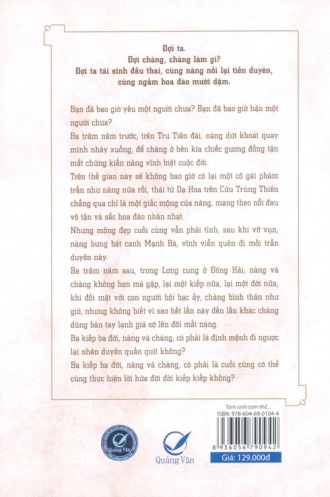 Đợi ta.
Đợi chàng, chàng làm gì?
Đợi ta tái sinh đầu thai, cùng nàng nối lại tiền duyên,
cùng ngắm hoa đào mười dặm.
Bạn đã bao giờ yêu một người chưa? Bạn đã bao giờ hận một
người chưa?
Ba trăm năm trước, trên Tru Tiên đài, nàng dứt khoát quay
mình nhảy xuống, để chàng ở bên kia chiếc gương đồng tận
mắt chứng kiến nàng vĩnh biệt cuộc đời.
Trên thế gian này sẽ không bao giờ có lại một cô gái phàm
trần như nàng nữa rồi, thái tử Dạ Hoa trên Cửu Trùng Thiên
chẳng qua chỉ là một giấc mộng của nàng, mang theo nỗi đau
vô tận và sắc hoa đào nhàn nhạt.
Nhưng mộng đẹp cuối cùng vẫn phải tỉnh, sau khi vỡ vụn,
nàng bưng bát canh Mạnh Bà, vĩnh viễn quên đi mối trần
duyên này.
Ba trăm năm sau, trong Long cung ở Đông Hải, nàng và
chàng không hẹn mà gặp, lại một kiếp nữa, lại một đời nữa,
khi đối mặt với con người bội bạc ấy, chàng bình thản như
gió, nhưng không biết vì sao hết lần này đến lần khác chàng
dùng bàn tay lạnh giá sờ lên đôi mắt nàng.
Ba kiếp ba đời, nàng và chàng, có phải là định mệnh đi ngược
lại nhân duyên quấn quít không?
Ba kiếp ba đời, nàng và chàng, có phải là cuối cùng có thể
cùng thực hiện lời hứa đời đời kiếp kiếp không?
Tam sinh tam thế...
ISBN: 978-604-69-0104-4
8 936056 790942
Giá: 129.000đ
Quảng Văn